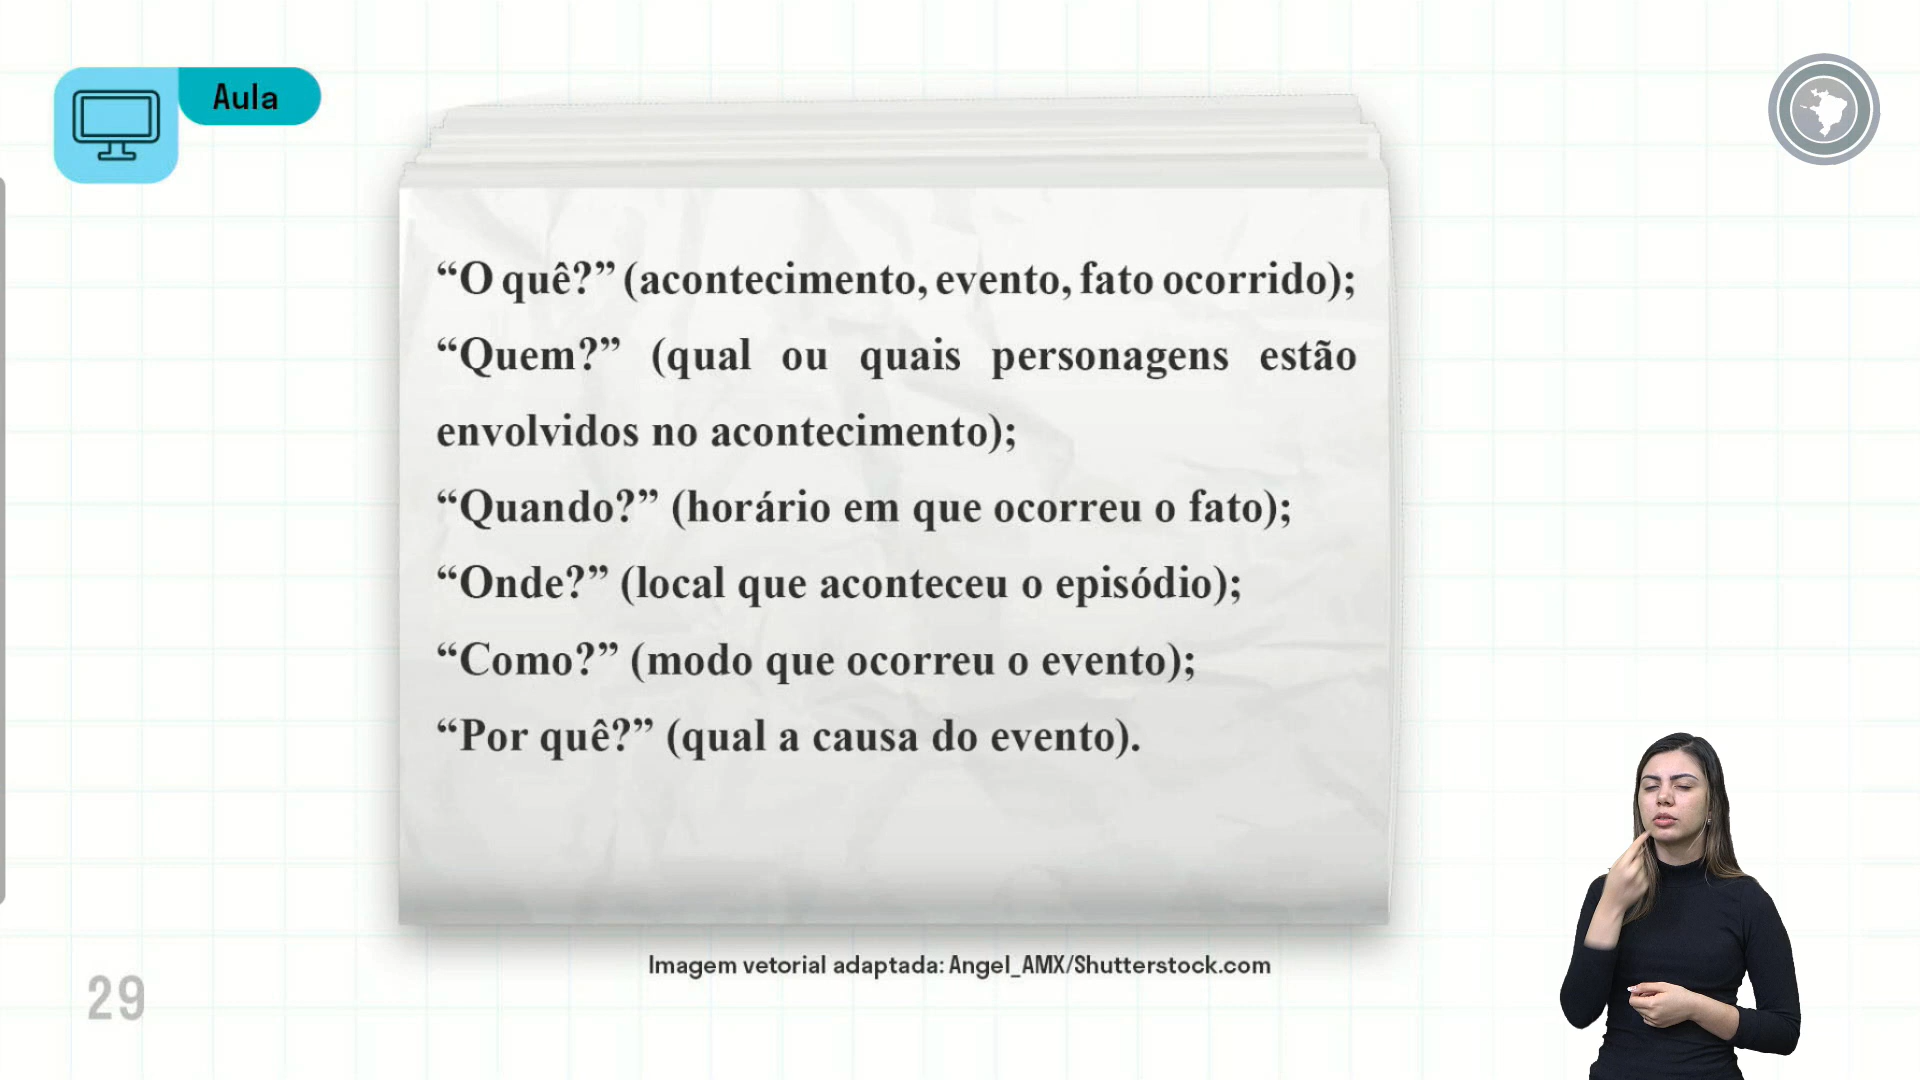 Aula
“O quê?” (acontecimento, evento, fato ocorrido);
“Quem?” (qual ou quais personagens estão
envolvidos no acontecimento);
“Quando?” (horário em que ocorreu o fato);
“Onde?” (local que aconteceu o episódio);
“Como?” (modo que ocorreu o evento);
“Por quê?” (qual a causa do evento).
Imagem vetorial adaptada: Angel_AMX/Shutterstock.com
29